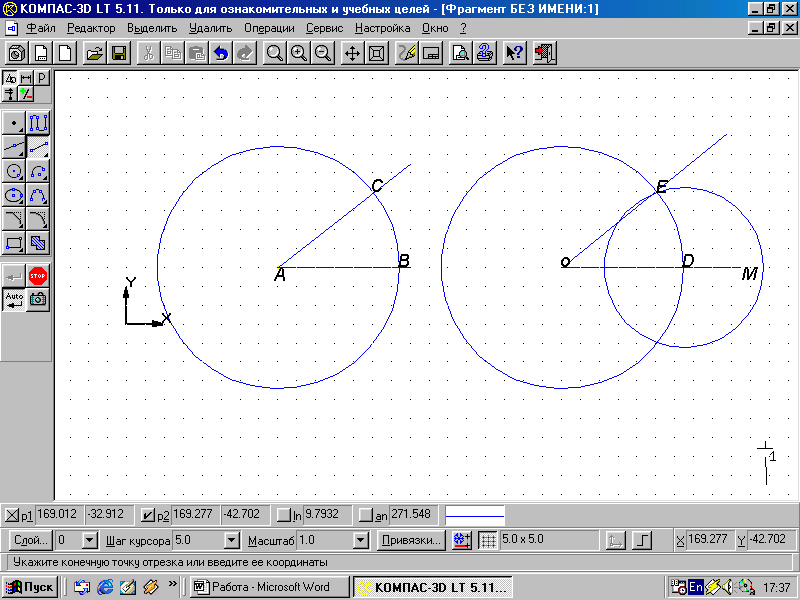 КОМПАС-3D LT 5.11. Только для ознакомительных и учебных целей - [Фрагмент БЕЗ ИМЕНИ:1]
Файл Редактор Выделить Удалить Операции Сервис Настройка Окно ?
P
C
E
A
B
O
D
M
Y
X
STOP
Auto
1
p1 169.012 -32.912 p2 169.277 -42.702 ln 9.7932 an 271.548
Слой... 0 Шаг курсора 5.0 Масштаб 1.0 Привязки... 5.0 x 5.0 X 169.277 Y -42.702
Укажите конечную точку отрезка или введите ее координаты
Пуск » Работа - Microsoft Word КОМПАС-3D LT 5.11... En 17:37